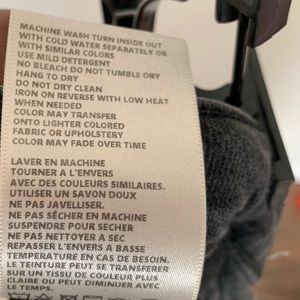 MACHINE WASH TURN INSIDE OUT
WITH COLD WATER SEPARATELY OR
WITH SIMILAR COLORS
USE MILD DETERGENT
NO BLEACH DO NOT TUMBLE DRY
HANG TO DRY
DO NOT DRY CLEAN
IRON ON REVERSE WITH LOW HEAT
WHEN NEEDED
COLOR MAY TRANSFER
ONTO LIGHTER COLORED
FABRIC OR UPHOLSTERY
COLOR MAY FADE OVER TIME
LAVER EN MACHINE
TOURNER A L'ENVERS
AVEC DES COULEURS SIMILAIRES.
UTILISER UN SAVON DOUX
NE PAS JAVELLISER.
NE PAS SÉCHER EN MACHINE
SUSPENDRE POUR SECHER
NE PAS NETTOYER A SEC
REPASSER L'ENVERS A BASSE
TEMPERATURE EN CAS DE BESOIN.
LE TEINTURE PEUT SE TRANSFERER
SUR UN TISSU DE COULEUR PLUS
CLAIRE OU PEUT DIMINUER AVEC
LE TEMPS.